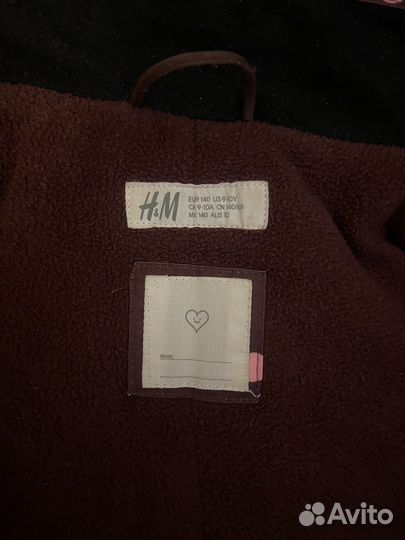 H&M
EUR 140 US 9-10Y
CA 9-10A CN 140/68
MX 140 AUS 10
NAME:
Avito